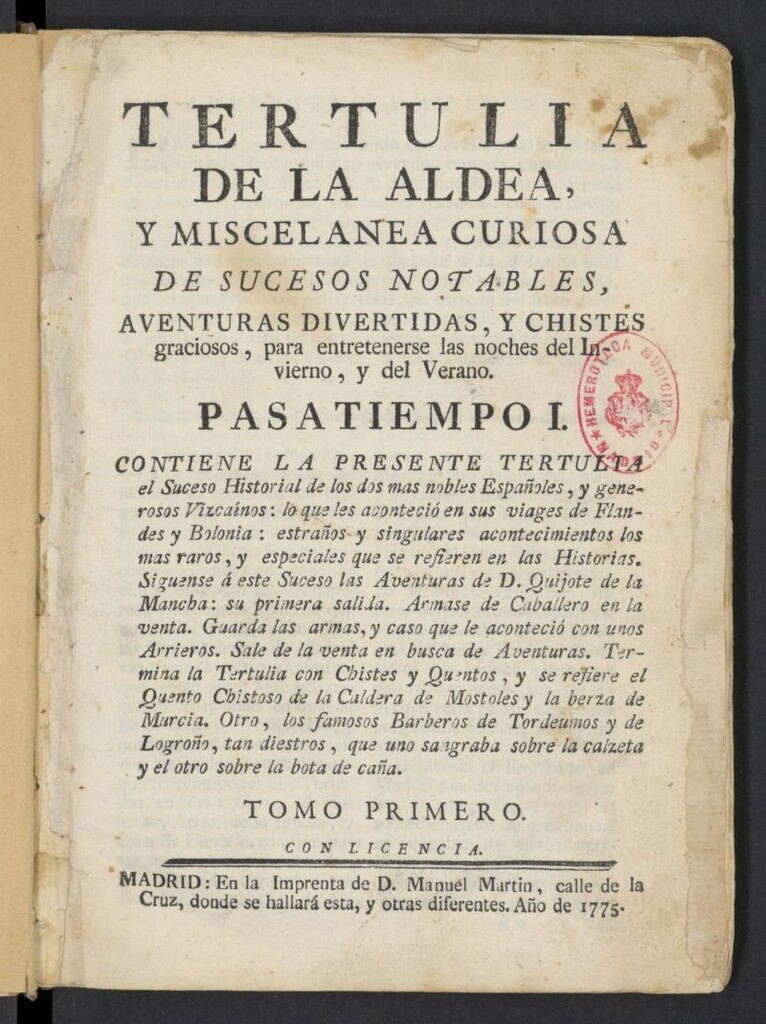 TERTULIA
DE LA ALDEA,
Y MISCELANEA CURIOSA
DE SUCESOS NOTABLES,
AVENTURAS DIVERTIDAS, Y CHISTES
graciosos, para entretenerse las noches del In-
vierno, y del Verano.
PASATIEMPO I.
CONTIENE LA PRESENTE TERTULIA
el Suceso Historial de los dos mas nobles Españoles, y gene-
rosos Vizcaínos: lo que les aconteció en sus viages de Flan-
des y Bolonia: estraños y singulares acontecimientos los
mas raros, y especiales que se refieren en las Historias.
Siguense á este Suceso las Aventuras de D. Quijote de la
Mancha: su primera salida. Armase de Caballero en la
venta. Guarda las armas, y caso que le aconteció con unos
Arrieros. Sale de la venta en busca de Aventuras. Ter-
mina la Tertulia con Chistes y Quentos, y se refiere el
Quento Chistoso de la Caldera de Mostoles y la berza de
Murcia. Otro, los famosos Barberos de Tordeumos y de
Logroño, tan diestros, que uno sangraba sobre la calzeta
y el otro sobre la bota de caña.
TOMO PRIMERO.
CON LICENCIA.
MADRID: En la Imprenta de D. Manuel Martin, calle de la
Cruz, donde se hallará esta, y otras diferentes. Año de 1775.
HEMEROTECA MUNICIPAL
MADRID